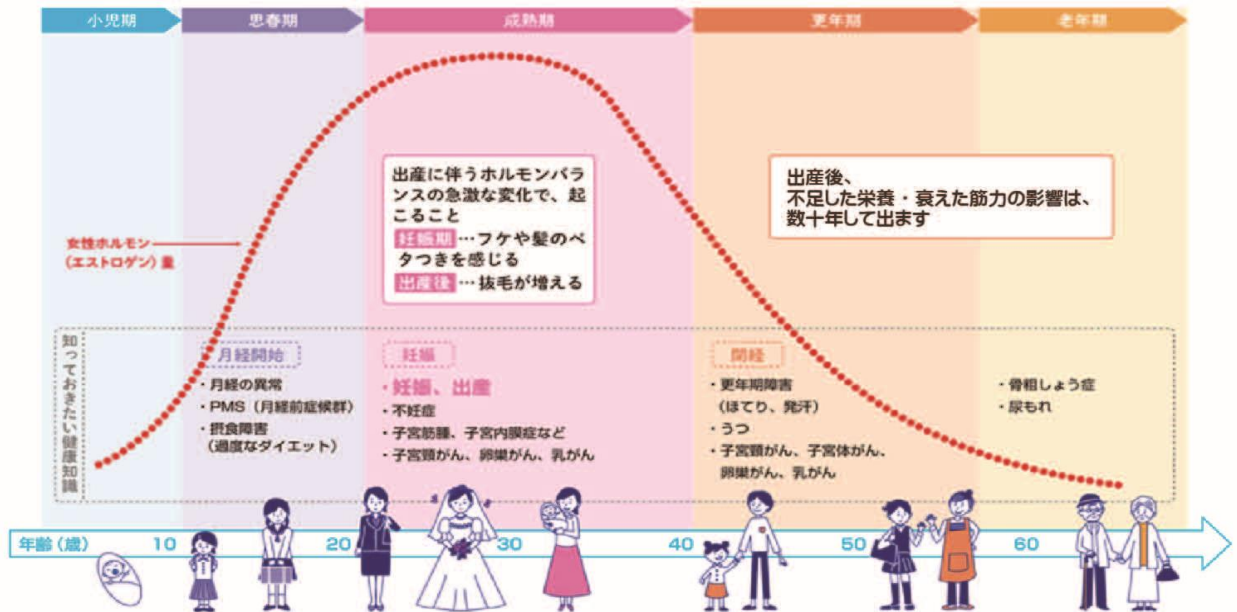 小児期
思春期
成熟期
更年期
老年期
女性ホルモン
（エストロゲン）量
出産に伴うホルモンバラ
ンスの急激な変化で、起
こること
妊娠期…フケや髪のベ
タつきを感じる
出産後…抜毛が増える
出産後、
不足した栄養・衰えた筋力の影響は、
数十年して出ます
知っておきたい健康知識
月経開始
・月経の異常
・PMS（月経前症候群）
・摂食障害
（過度なダイエット）
妊娠
・妊娠、出産
・不妊症
・子宮筋腫、子宮内膜症など
・子宮頸がん、卵巣がん、乳がん
閉経
・更年期障害
（ほてり、発汗）
・うつ
・子宮頸がん、子宮体がん、
卵巣がん、乳がん
・骨粗しょう症
・尿もれ
年齢（歳）
10
20
30
40
50
60